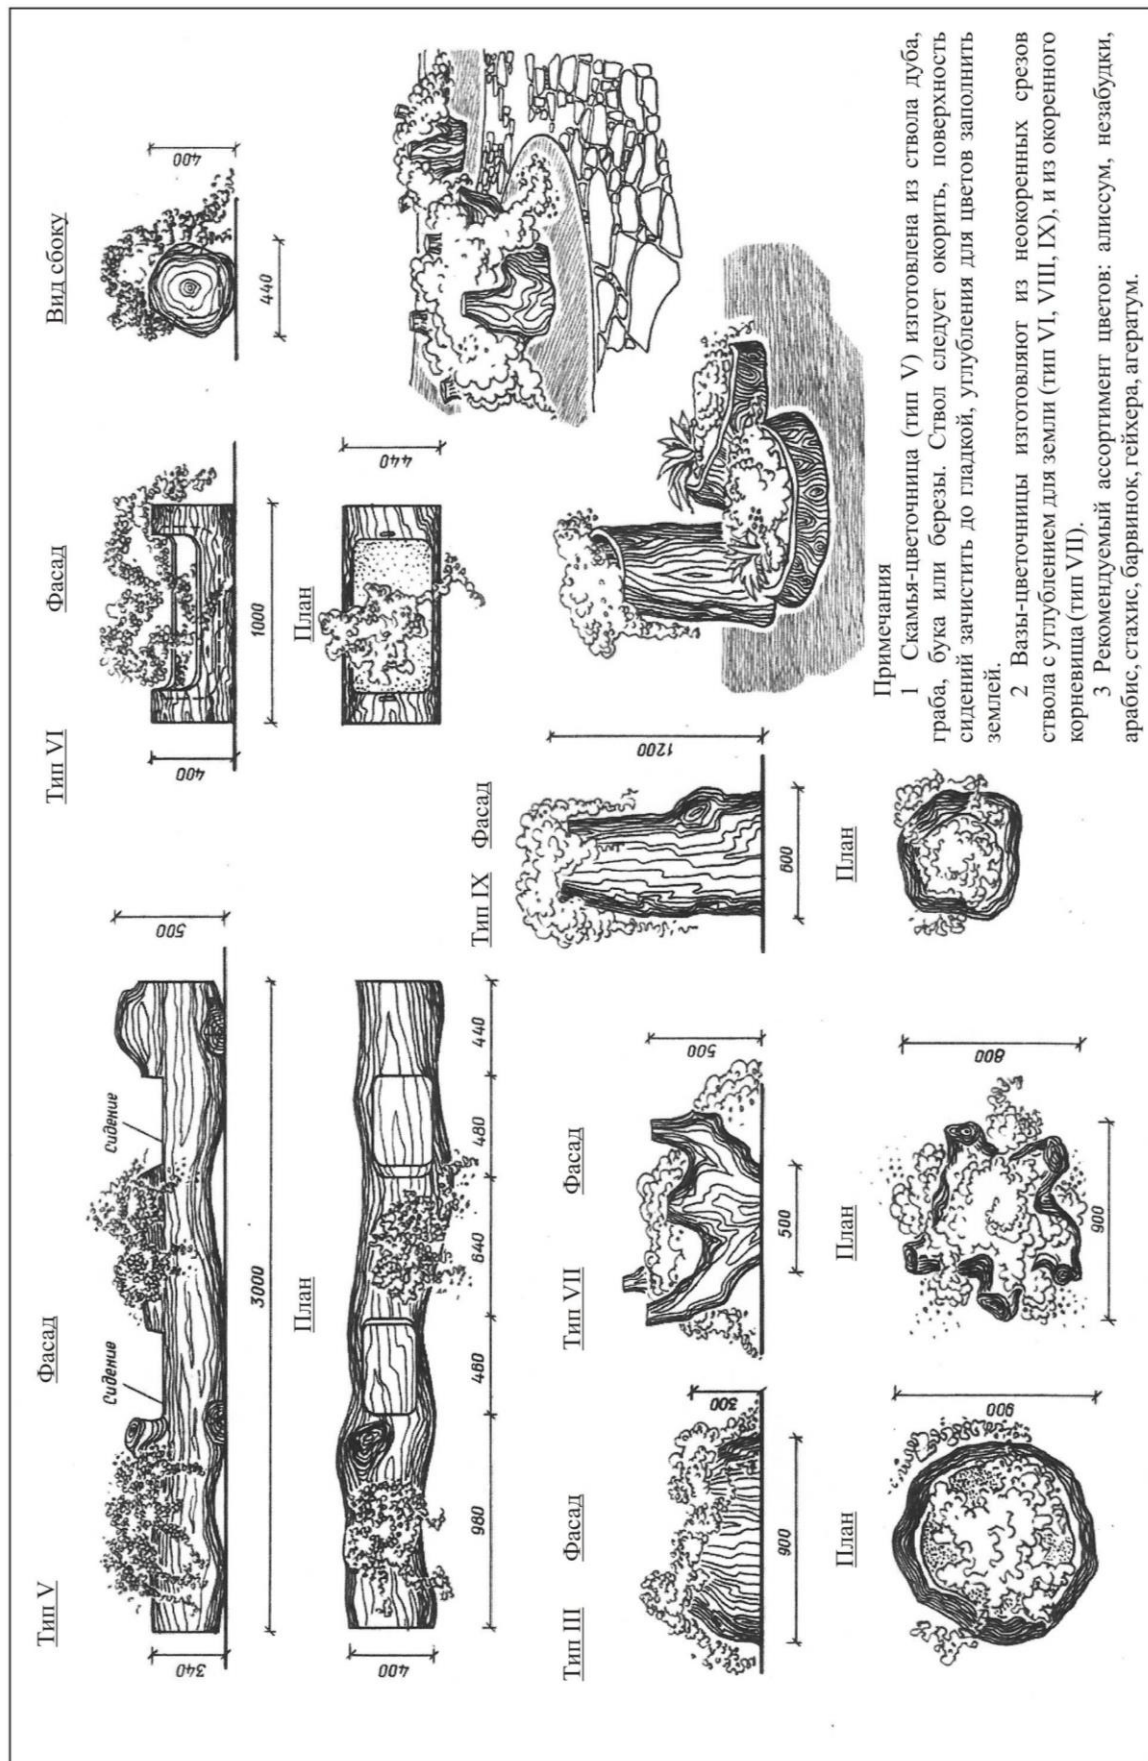 Тип V
Фасад
Сидение
Сидение
340
500
3000
План
400
980
480
640
480
440
Тип VI
Фасад
Вид сбоку
400
1000
400
440
План
440
Тип III
Фасад
300
900
План
900
Тип VII
Фасад
500
500
План
800
900
Тип IX
Фасад
1200
600
План
Примечания
1 Скамья-цветочница (тип V) изготовлена из ствола дуба,
граба, бука или березы. Ствол следует окорить, поверхность
сидений зачистить до гладкой, углубления для цветов заполнить
землей.
2 Вазы-цветочницы изготовляют из неокоренных срезов
ствола с углублением для земли (тип VI, VIII, IX), и из окоренного
корневища (тип VII).
3 Рекомендуемый ассортимент цветов: алиссум, незабудки,
арабис, стахис, барвинок, гейхера, агератум.